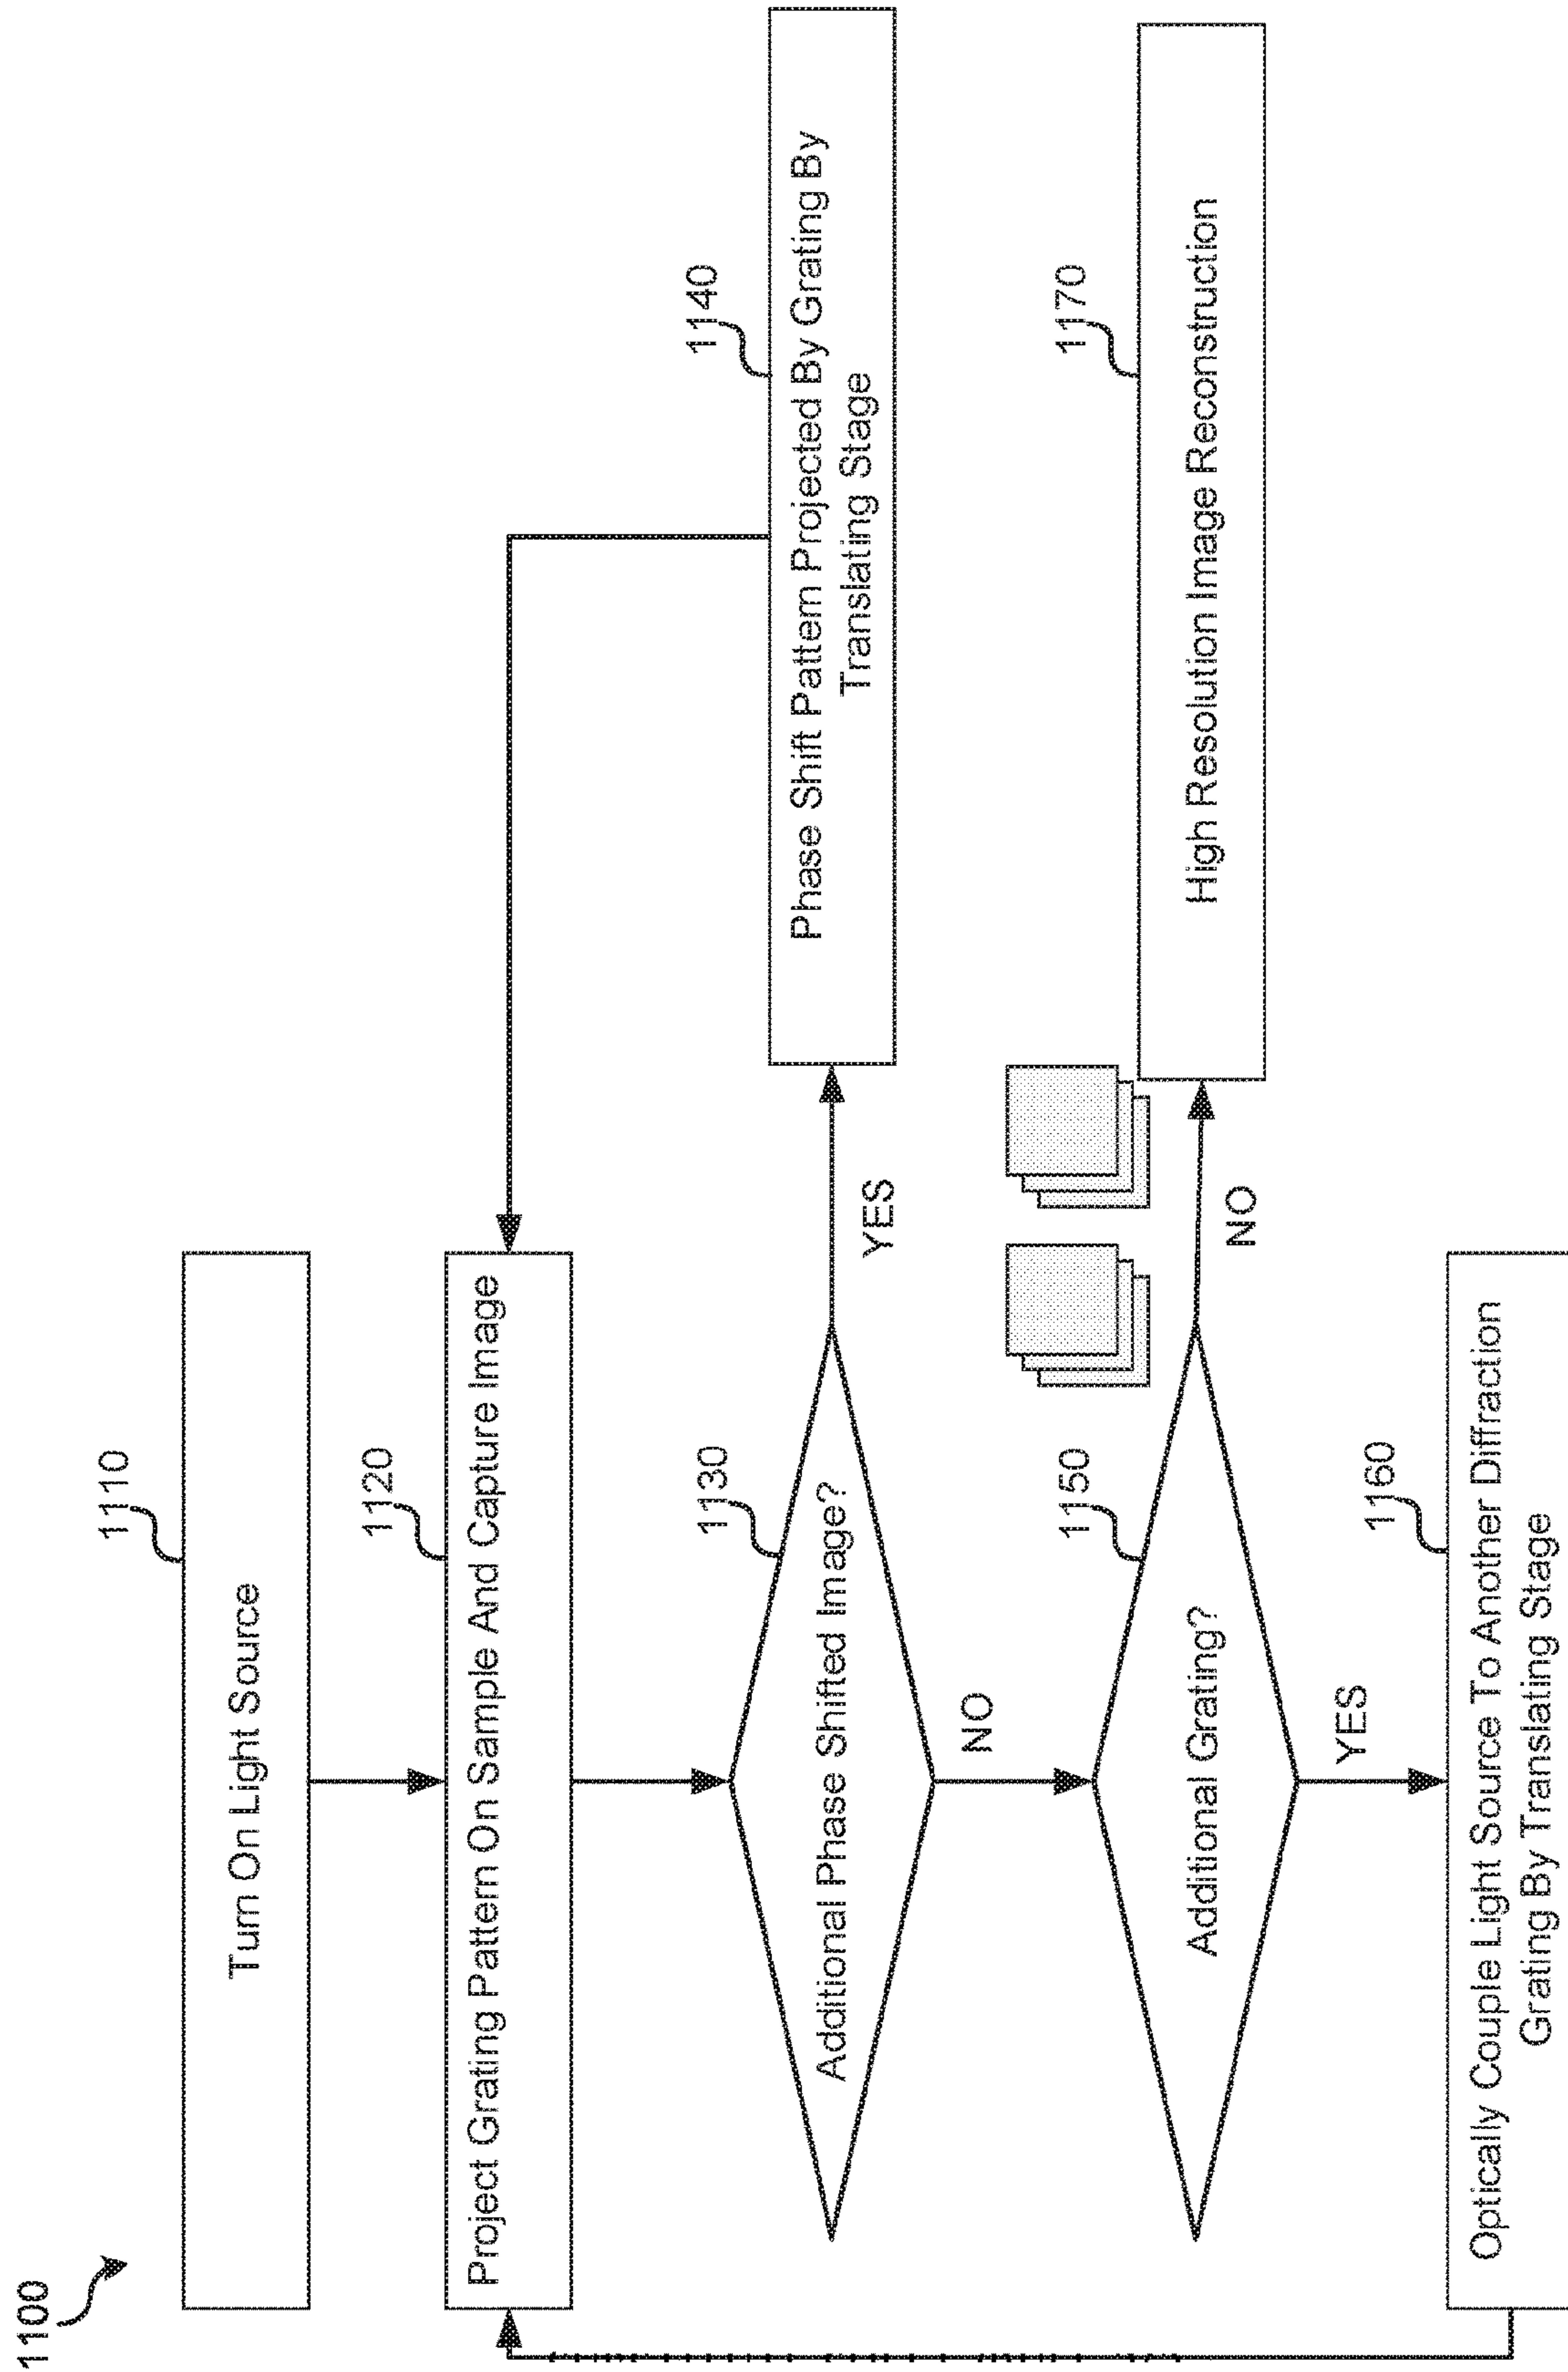 1100
1110
Turn On Light Source
1120
Project Grating Pattern On Sample And Capture Image
1130
Additional Phase Shifted Image?
YES
1140
Phase Shift Pattern Projected By Grating By
Translating Stage
NO
1150
Additional Grating?
NO
1170
High Resolution Image Reconstruction
YES
1160
Optically Couple Light Source To Another Diffraction
Grating By Translating Stage